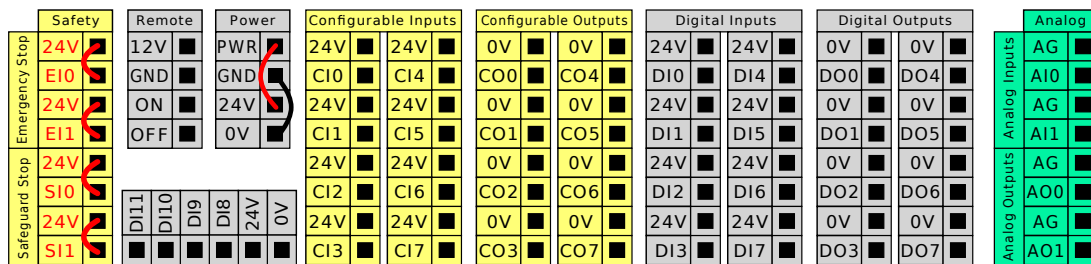 Safety
Emergency Stop
24V
EI0
24V
EI1
Safeguard Stop
24V
SI0
24V
SI1
Remote
12V
GND
ON
OFF
Power
PWR
GND
24V
0V
DI11 DI10 DI9 DI8 24V 0V
Configurable Inputs
24V 24V
CI0 CI4
24V 24V
CI1 CI5
24V 24V
CI2 CI6
24V 24V
CI3 CI7
Configurable Outputs
0V 0V
CO0 CO4
0V 0V
CO1 CO5
0V 0V
CO2 CO6
0V 0V
CO3 CO7
Digital Inputs
24V 24V
DI0 DI4
24V 24V
DI1 DI5
24V 24V
DI2 DI6
24V 24V
DI3 DI7
Digital Outputs
0V 0V
DO0 DO4
0V 0V
DO1 DO5
0V 0V
DO2 DO6
0V 0V
DO3 DO7
Analog
Analog Inputs
AG
AI0
AG
AI1
Analog Outputs
AG
AO0
AG
AO1